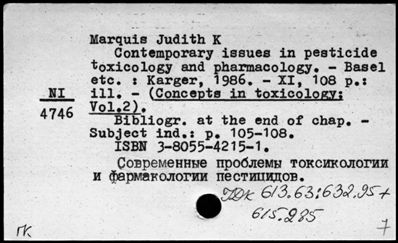 Marquis Judith K
Contemporary issues in pesticide
toxicology and pharmacology. - Basel
etc. : Karger, 1986. - XI, 108 p.:
ill. - (Concepts in toxicology;
Vol.2).
NI
4746
Bibliogr. at the end of chap. -
Subject ind.: p. 105-108.
ISBN 3-8055-4215-1.
Современные проблемы токсикологии
и фармакологии пестицидов.
УДК 613.63:632.95+
615.285
ГК
7